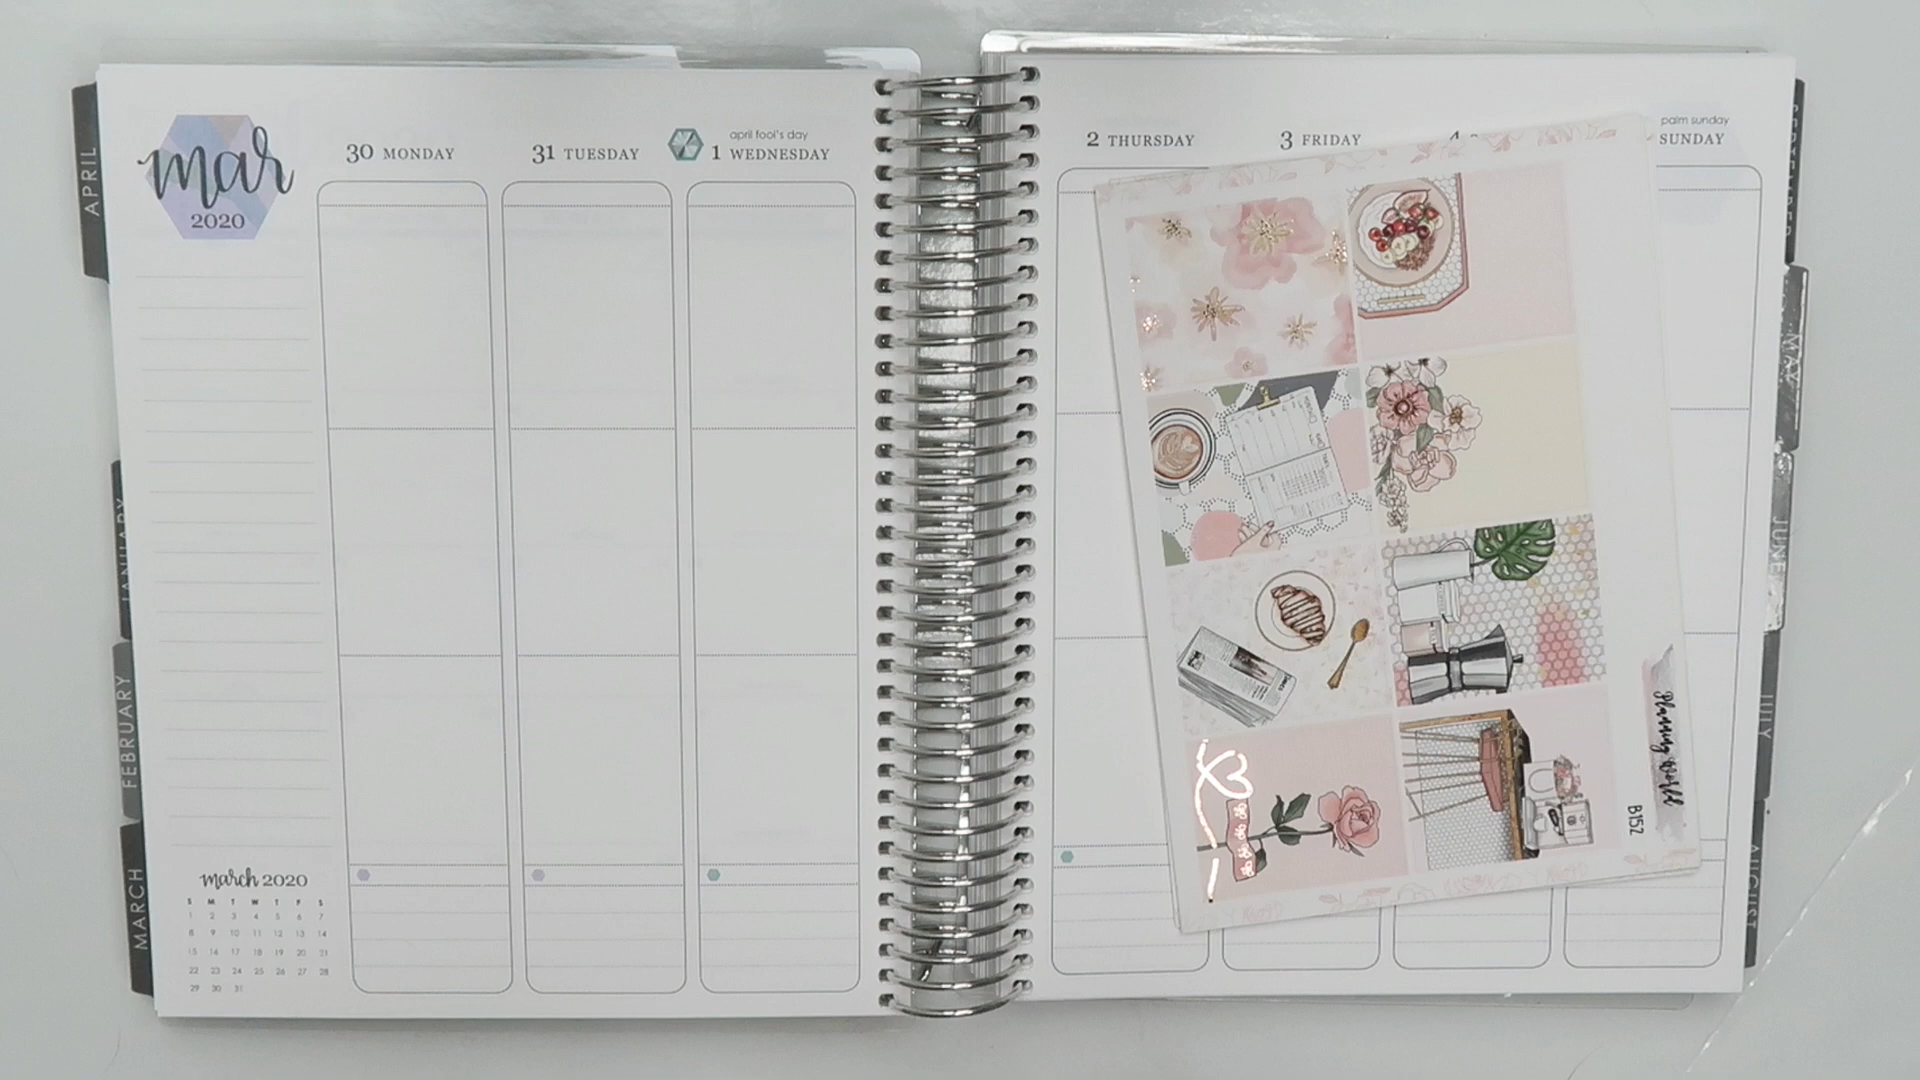 mar
2020
30 MONDAY
31 TUESDAY
april fool's day
1 WEDNESDAY
2 THURSDAY
3 FRIDAY
palm sunday
SUNDAY
APRIL
JANUARY
FEBRUARY
MARCH
march 2020
S M T W T F S
1 2 3 4 5 6 7
8 9 10 11 12 13 14
15 16 17 18 19 20 21
22 23 24 25 26 27 28
29 30 31
MAY
JUNE
JULY
AUGUST
SEPTEMBER
B152